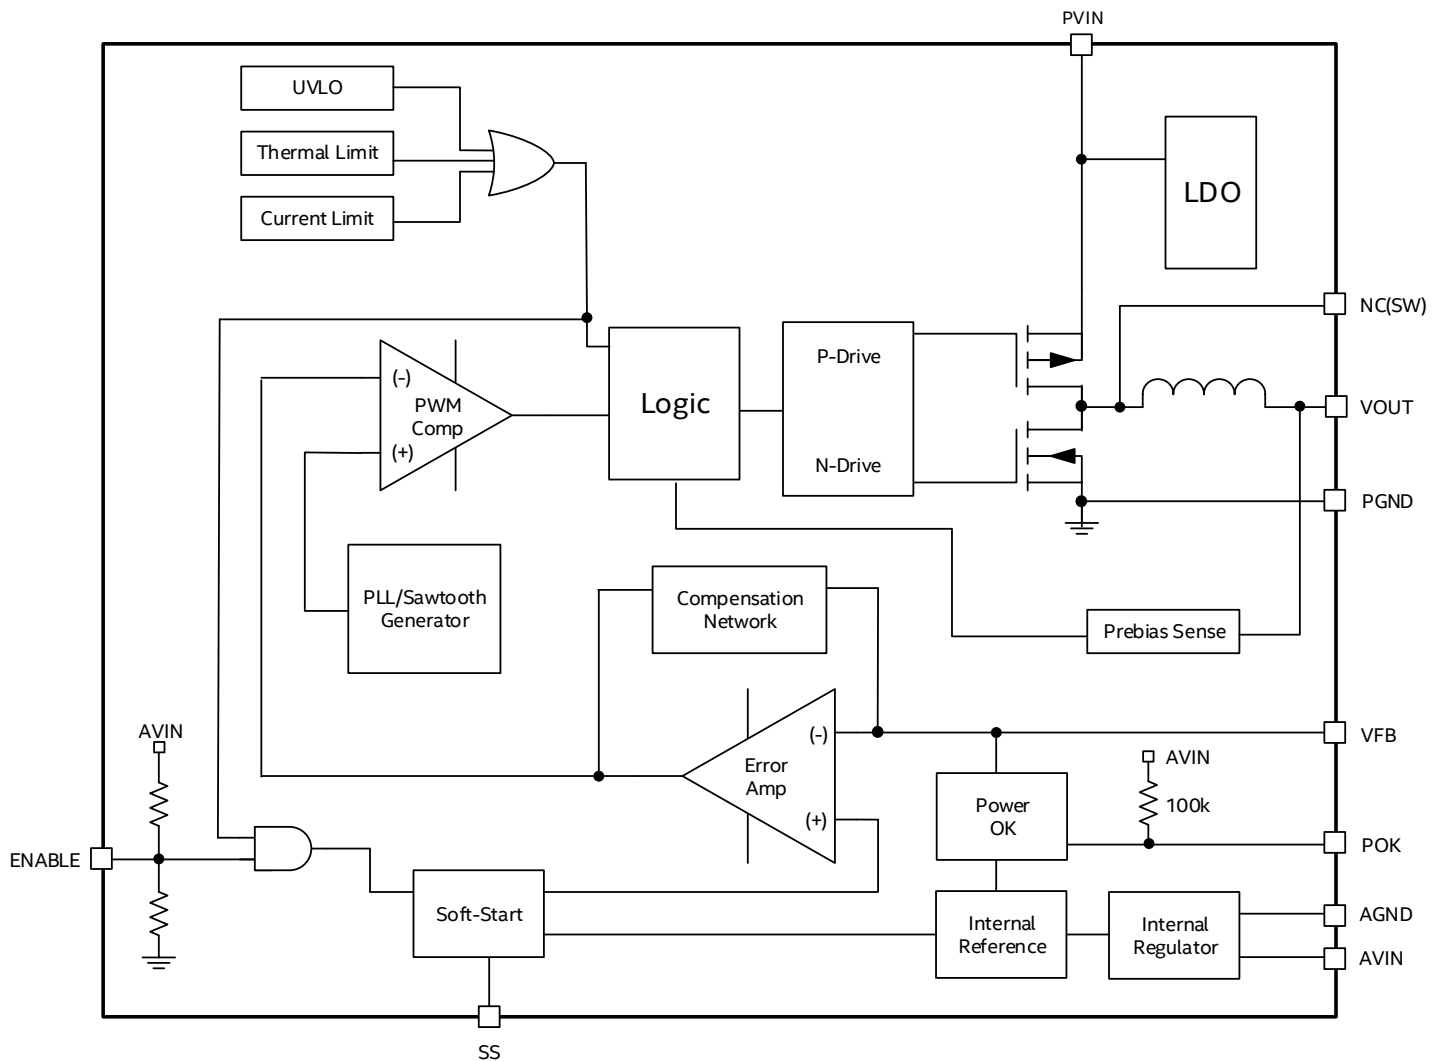 PVIN
UVLO
Thermal Limit
Current Limit
LDO
NC(SW)
P-Drive
(-)
PWM
Comp
(+)
Logic
VOUT
N-Drive
PGND
PLL/Sawtooth
Generator
Compensation
Network
Prebias Sense
AVIN
(-)
VFB
Error
Amp
AVIN
100k
(+)
Power
OK
POK
ENABLE
Soft-Start
Internal
Reference
Internal
Regulator
AGND
AVIN
SS